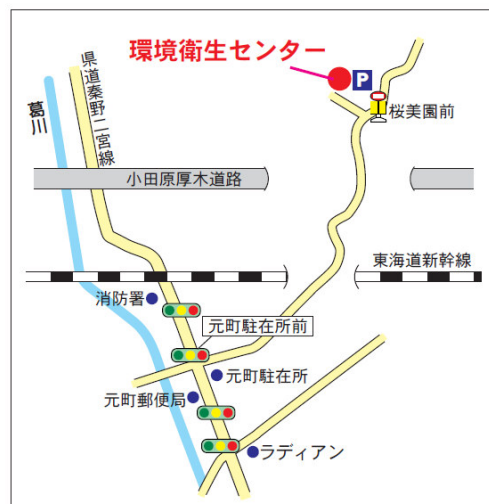 環境衛生センター
P
桜美園前
県道秦野二宮線
葛川
小田原厚木道路
東海道新幹線
消防署
元町駐在所前
元町駐在所
元町郵便局
ラディアン